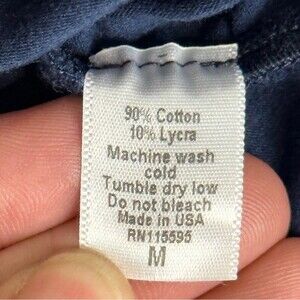 90% Cotton
10% Lycra
Machine wash
cold
Tumble dry low
Do not bleach
Made in USA
RN115595
M